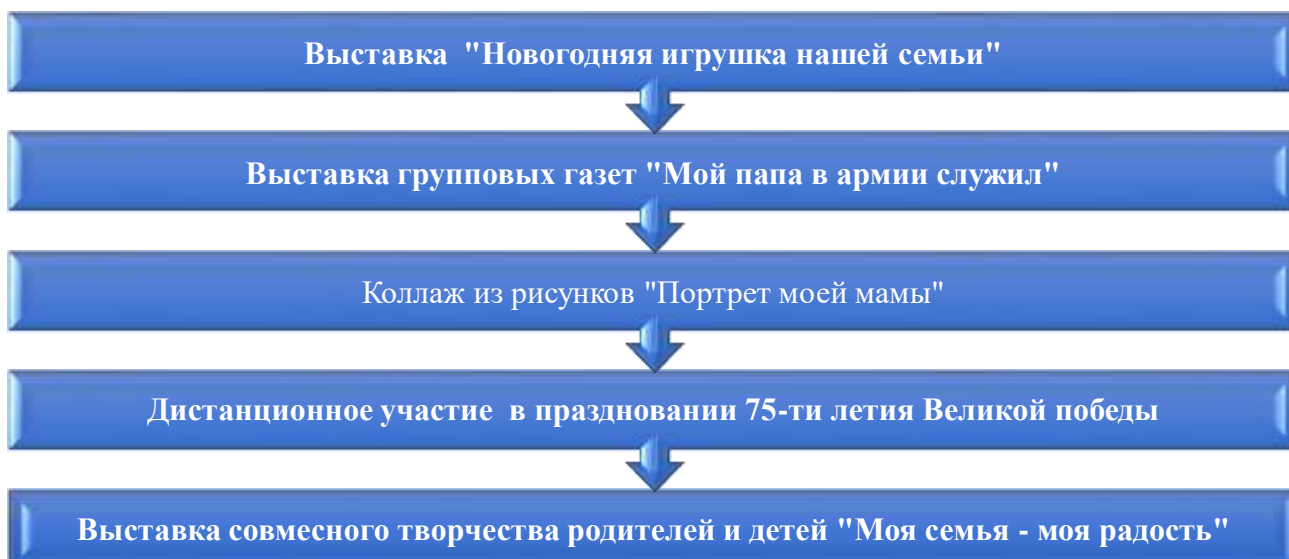 Выставка "Новогодняя игрушка нашей семьи"
Выставка групповых газет "Мой папа в армии служил"
Коллаж из рисунков "Портрет моей мамы"
Дистанционное участие в праздновании 75-ти летия Великой победы
Выставка совмесного творчества родителей и детей "Моя семья - моя радость"